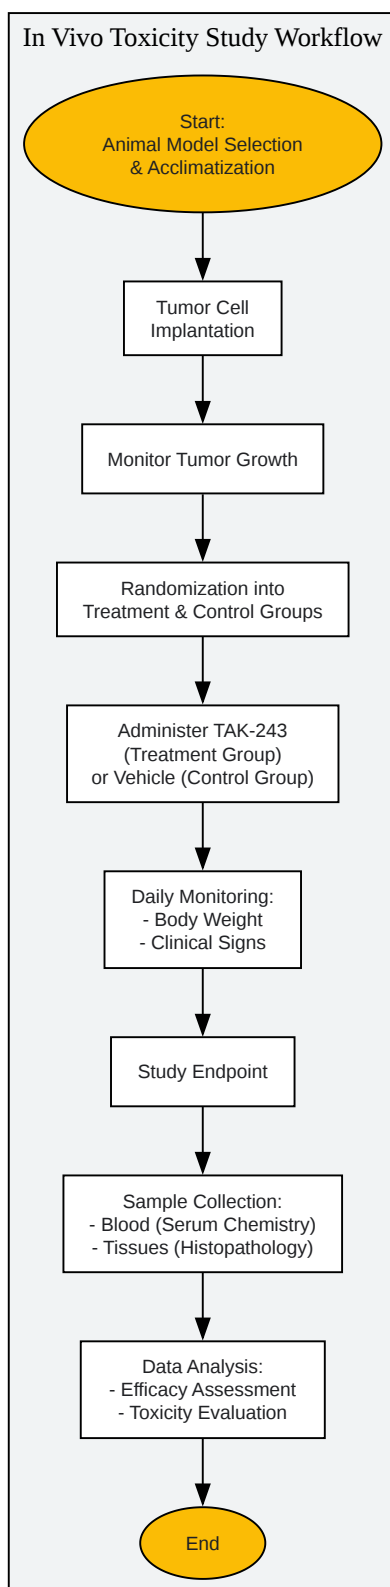 In Vivo Toxicity Study Workflow
Start:
Animal Model Selection
& Acclimatization
Tumor Cell
Implantation
Monitor Tumor Growth
Randomization into
Treatment & Control Groups
Administer TAK-243
(Treatment Group)
or Vehicle (Control Group)
Daily Monitoring:
- Body Weight
- Clinical Signs
Study Endpoint
Sample Collection:
- Blood (Serum Chemistry)
- Tissues (Histopathology)
Data Analysis:
- Efficacy Assessment
- Toxicity Evaluation
End